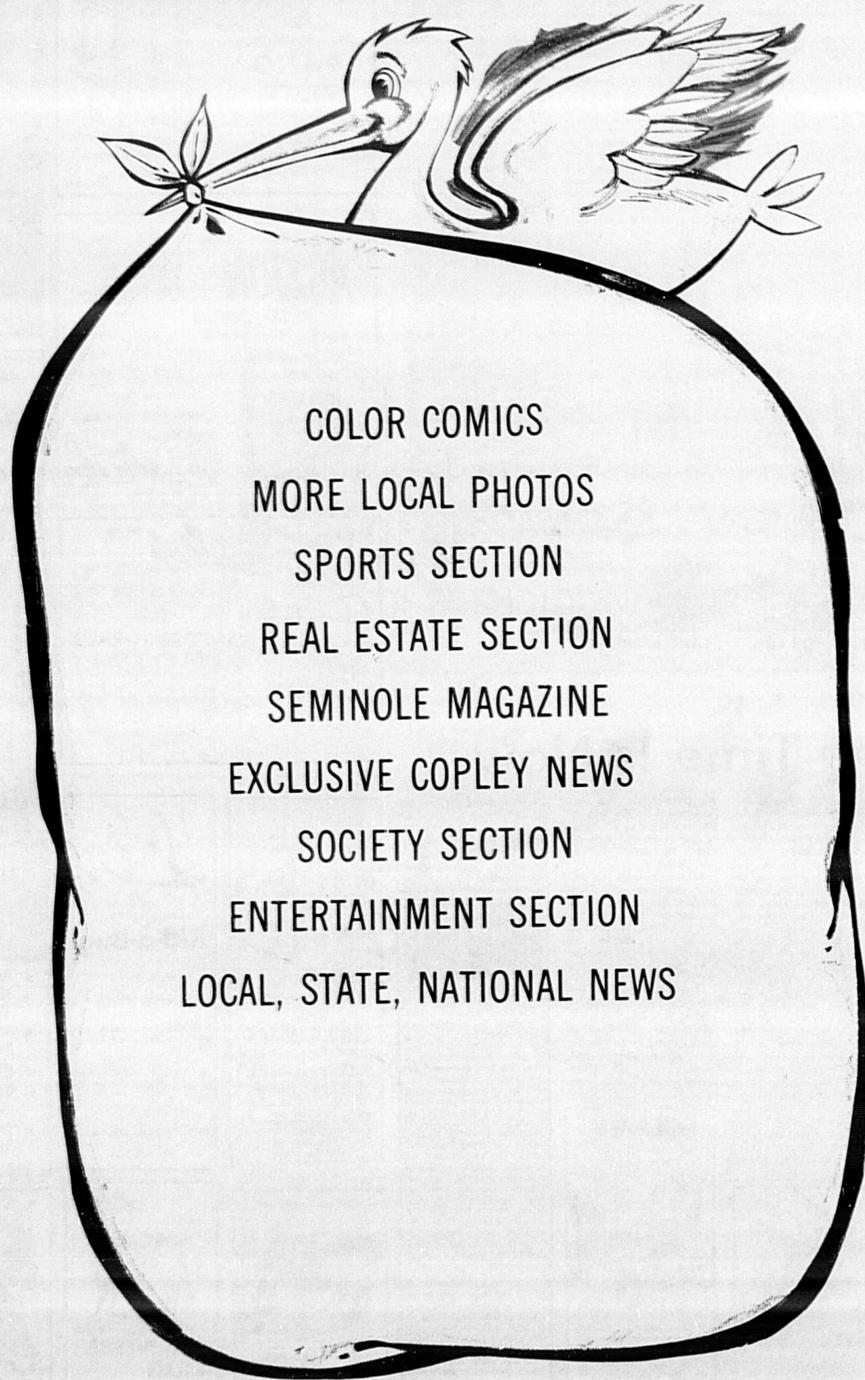 COLOR COMICS
MORE LOCAL PHOTOS
SPORTS SECTION
REAL ESTATE SECTION
SEMINOLE MAGAZINE
EXCLUSIVE COPLEY NEWS
SOCIETY SECTION
ENTERTAINMENT SECTION
LOCAL, STATE, NATIONAL NEWS